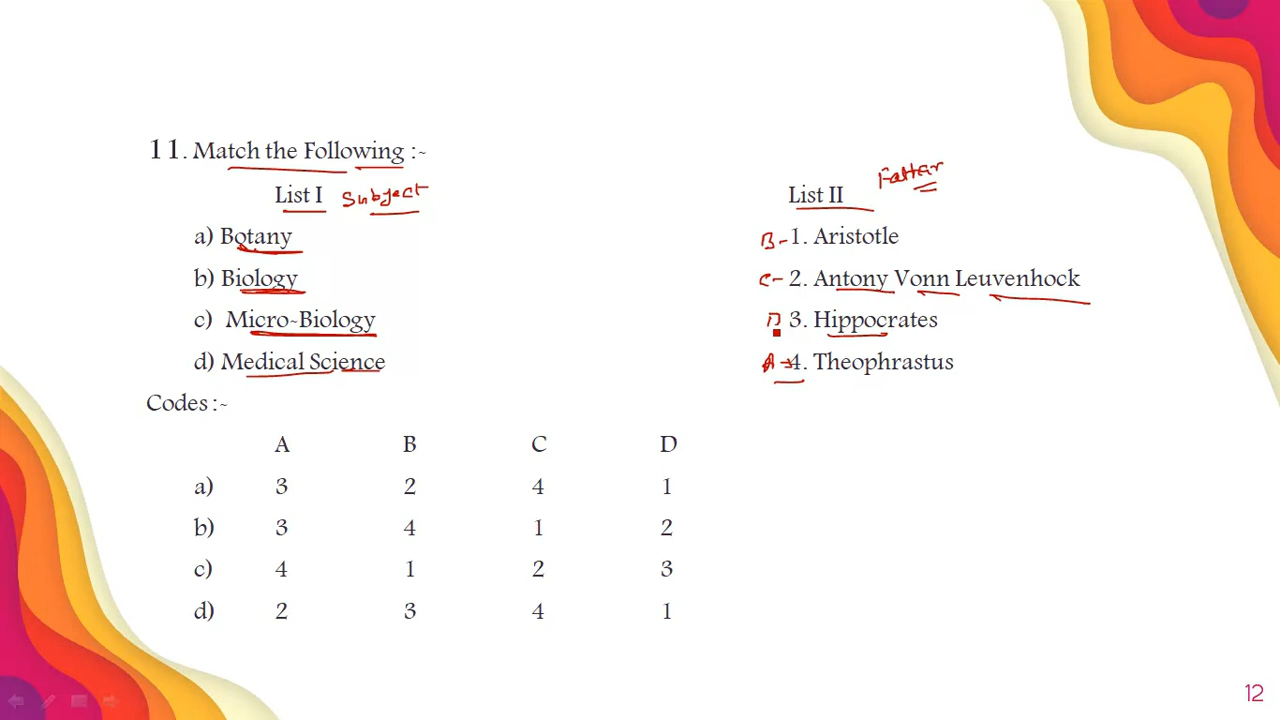 11. Match the Following :-
List I Subject List II Father
a) Botany B- 1. Aristotle
b) Biology C- 2. Antony Vonn Leuvenhock
c) Micro-Biology D 3. Hippocrates
d) Medical Science A → 4. Theophrastus
Codes :-
A B C D
a) 3 2 4 1
b) 3 4 1 2
c) 4 1 2 3
d) 2 3 4 1
12